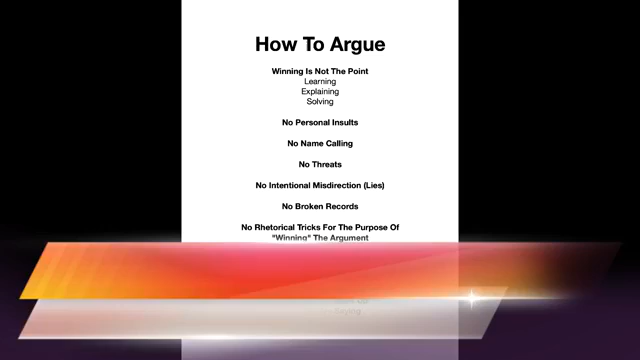 How To Argue
Winning Is Not The Point
Learning
Explaining
Solving
No Personal Insults
No Name Calling
No Threats
No Intentional Misdirection (Lies)
No Broken Records
No Rhetorical Tricks For The Purpose Of
"Winning" The Argument